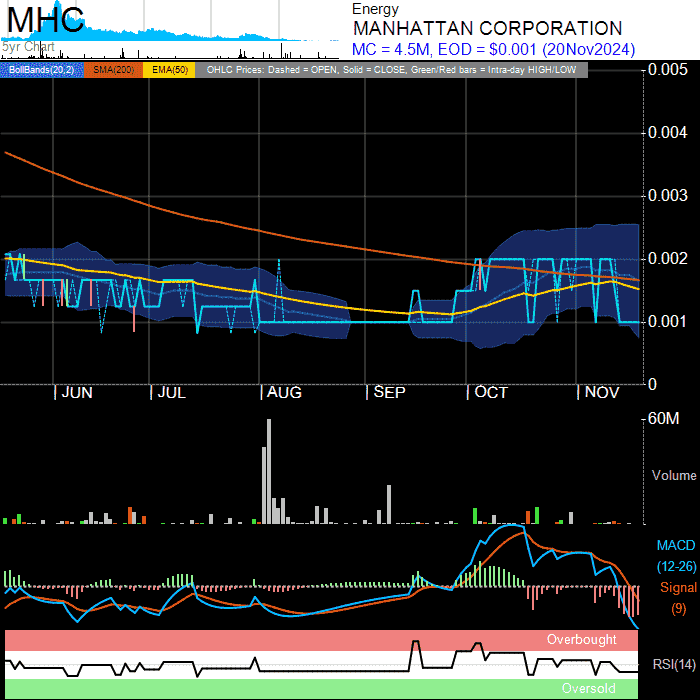 MHC
5yr Chart
Energy
MANHATTAN CORPORATION
MC = 4.5M, EOD = $0.001 (20Nov2024)
BollBands(20,2) SMA(200) EMA(50) OHLC Prices: Dashed = OPEN, Solid = CLOSE, Green/Red bars = Intra-day HIGH/LOW
0.005
0.004
0.003
0.002
0.001
0
JUN JUL AUG SEP OCT NOV
60M
Volume
MACD
(12-26)
Signal
(9)
Overbought
RSI(14)
Oversold